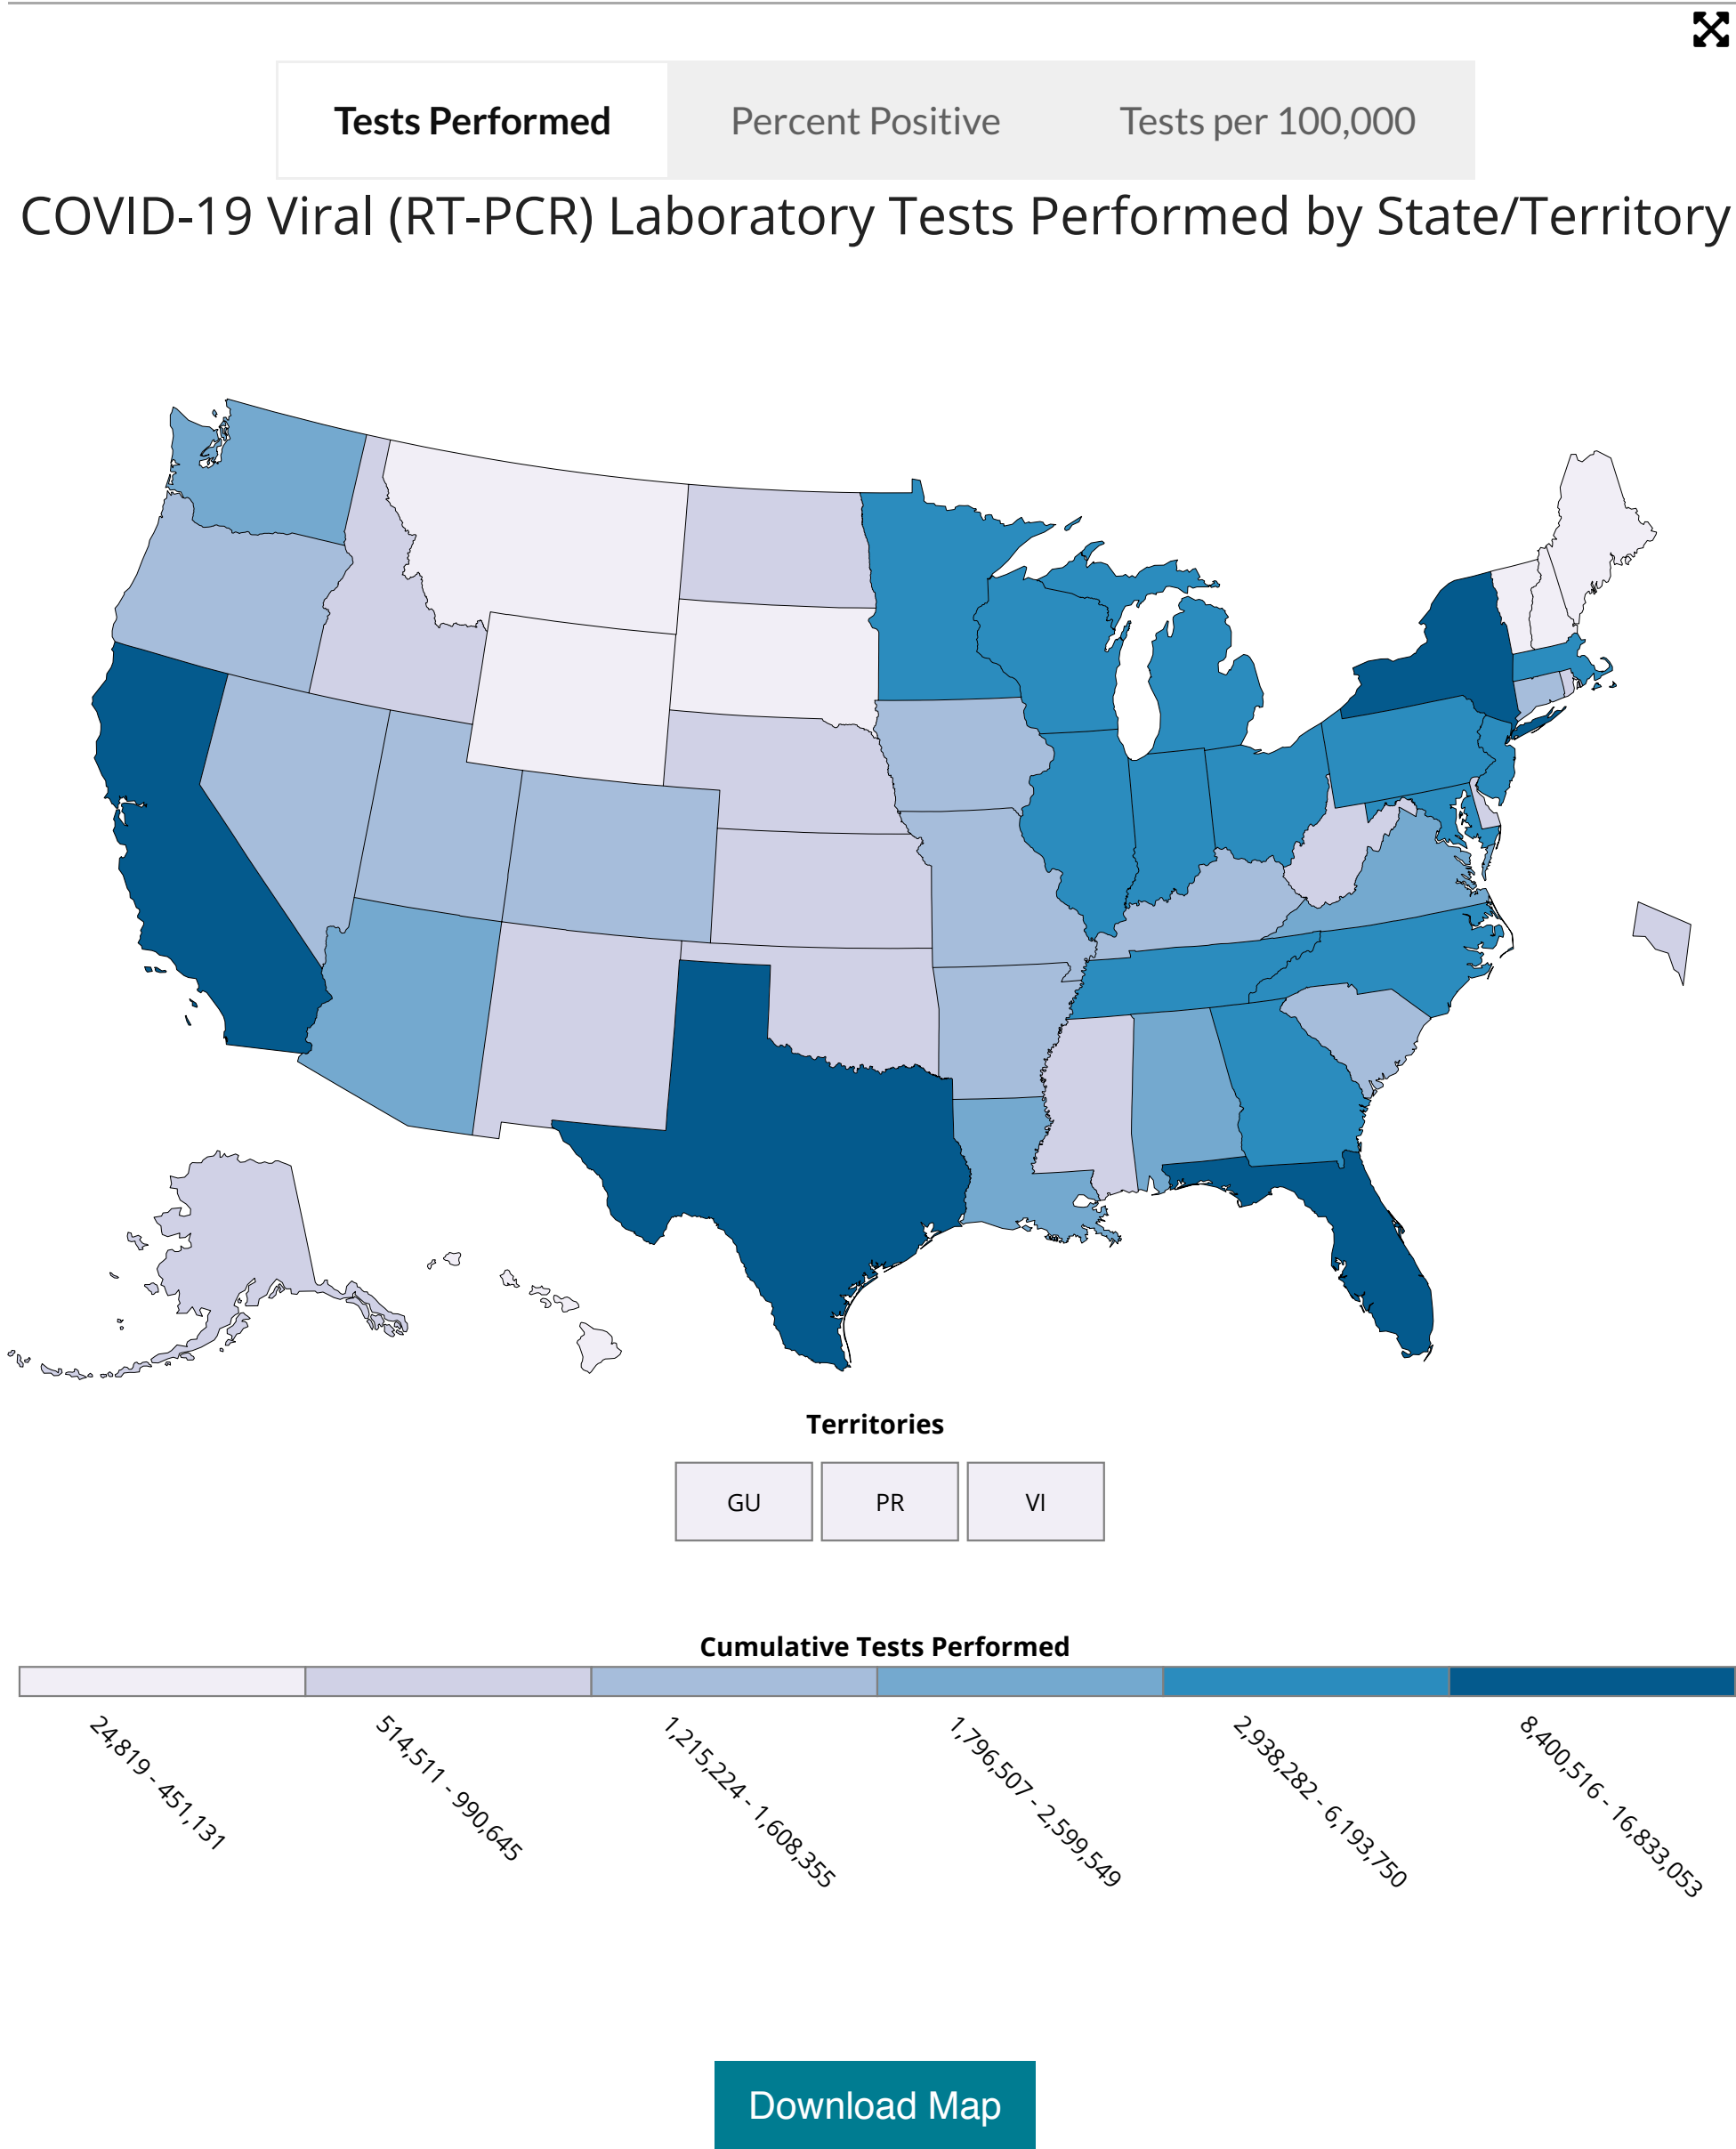 Tests Performed Percent Positive Tests per 100,000
COVID-19 Viral (RT-PCR) Laboratory Tests Performed by State/Territory
Territories
GU PR VI
Cumulative Tests Performed
24,819 - 451,131
514,511 - 990,645
1,215,224 - 1,608,355
1,796,507 - 2,599,549
2,938,282 - 6,193,750
8,400,516 - 16,833,053
Download Map